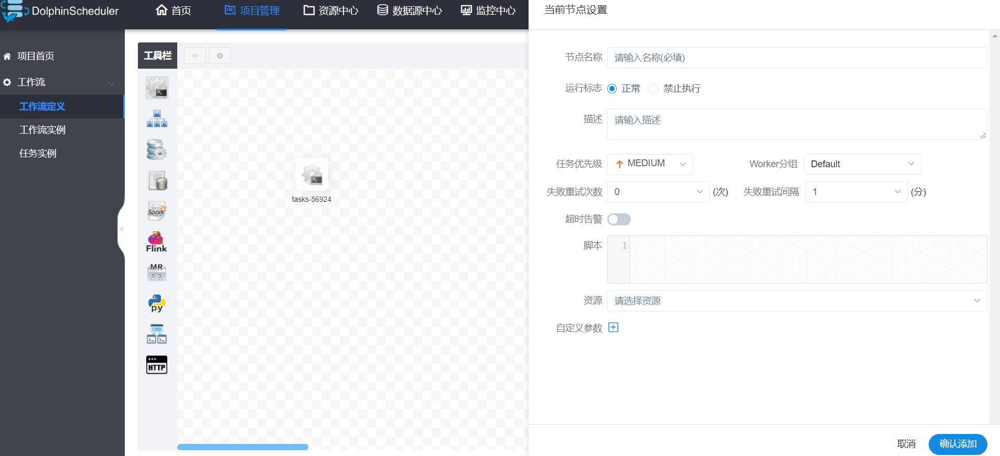 DolphinScheduler
首页
项目管理
资源中心
数据源中心
监控中心
项目首页
工作流
工作流定义
工作流实例
任务实例
工具栏
Spark
Flink
MR
py
HTTP
tasks-56924
当前节点设置
节点名称 请输入名称(必填)
运行标志 正常 禁止执行
描述 请输入描述
任务优先级 MEDIUM Worker分组 Default
失败重试次数 0 (次) 失败重试间隔 1 (分)
超时告警
脚本 1
资源 请选择资源
自定义参数
取消 确认添加